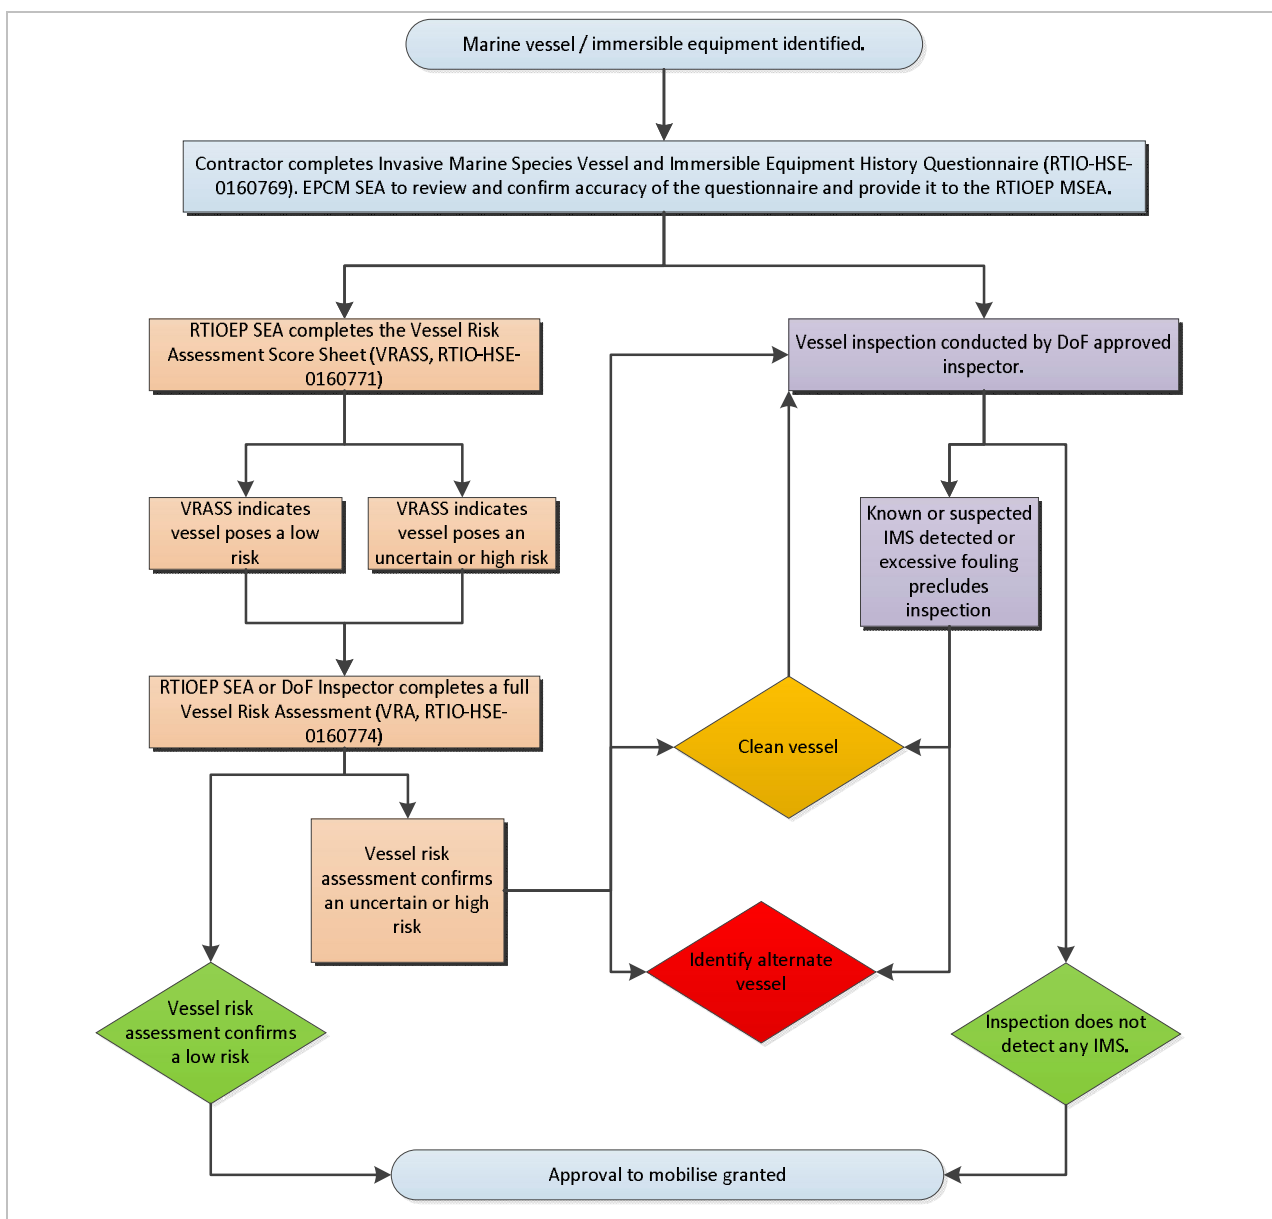 Marine vessel / immersible equipment identified.
Contractor completes Invasive Marine Species Vessel and Immersible Equipment History Questionnaire (RTIO-HSE-
0160769). EPCM SEA to review and confirm accuracy of the questionnaire and provide it to the RTIOEP MSEA.
RTIOEP SEA completes the Vessel Risk
Assessment Score Sheet (VRASS, RTIO-HSE-
0160771)
Vessel inspection conducted by DoF approved
inspector.
VRASS indicates
vessel poses a low
risk
VRASS indicates
vessel poses an
uncertain or high risk
Known or suspected
IMS detected or
excessive fouling
precludes
inspection
RTIOEP SEA or DoF Inspector completes a full
Vessel Risk Assessment (VRA, RTIO-HSE-
0160774)
Clean vessel
Vessel risk
assessment confirms
an uncertain or high
risk
Identify alternate
vessel
Vessel risk
assessment confirms
a low risk
Inspection does not
detect any IMS.
Approval to mobilise granted